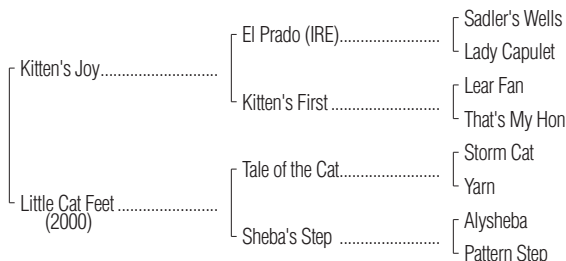 Sadler's Wells
El Prado (IRE)........................
Lady Capulet
Kitten's Joy............................
Lear Fan
Kitten's First ..........................
That's My Hon
Storm Cat
Tale of the Cat........................
Yarn
Little Cat Feet ........................
(2000)
Alysheba
Sheba's Step ........................
Pattern Step